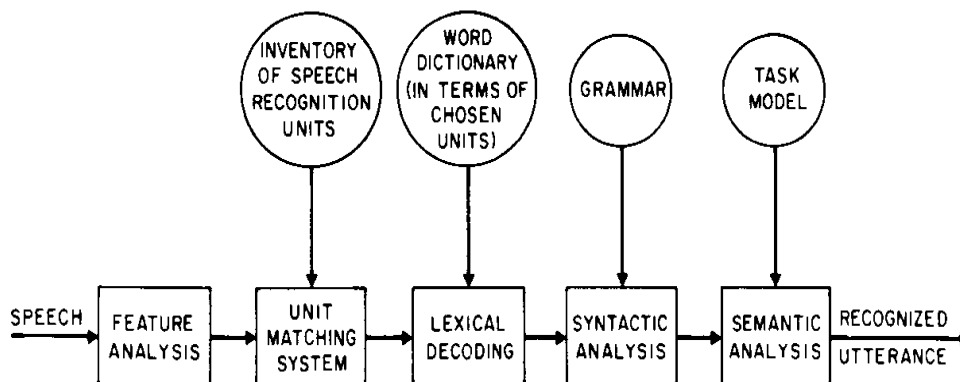 INVENTORY
OF SPEECH
RECOGNITION
UNITS
WORD
DICTIONARY
(IN TERMS OF
CHOSEN
UNITS)
GRAMMAR
TASK
MODEL
SPEECH
FEATURE
ANALYSIS
UNIT
MATCHING
SYSTEM
LEXICAL
DECODING
SYNTACTIC
ANALYSIS
SEMANTIC
ANALYSIS
RECOGNIZED
UTTERANCE